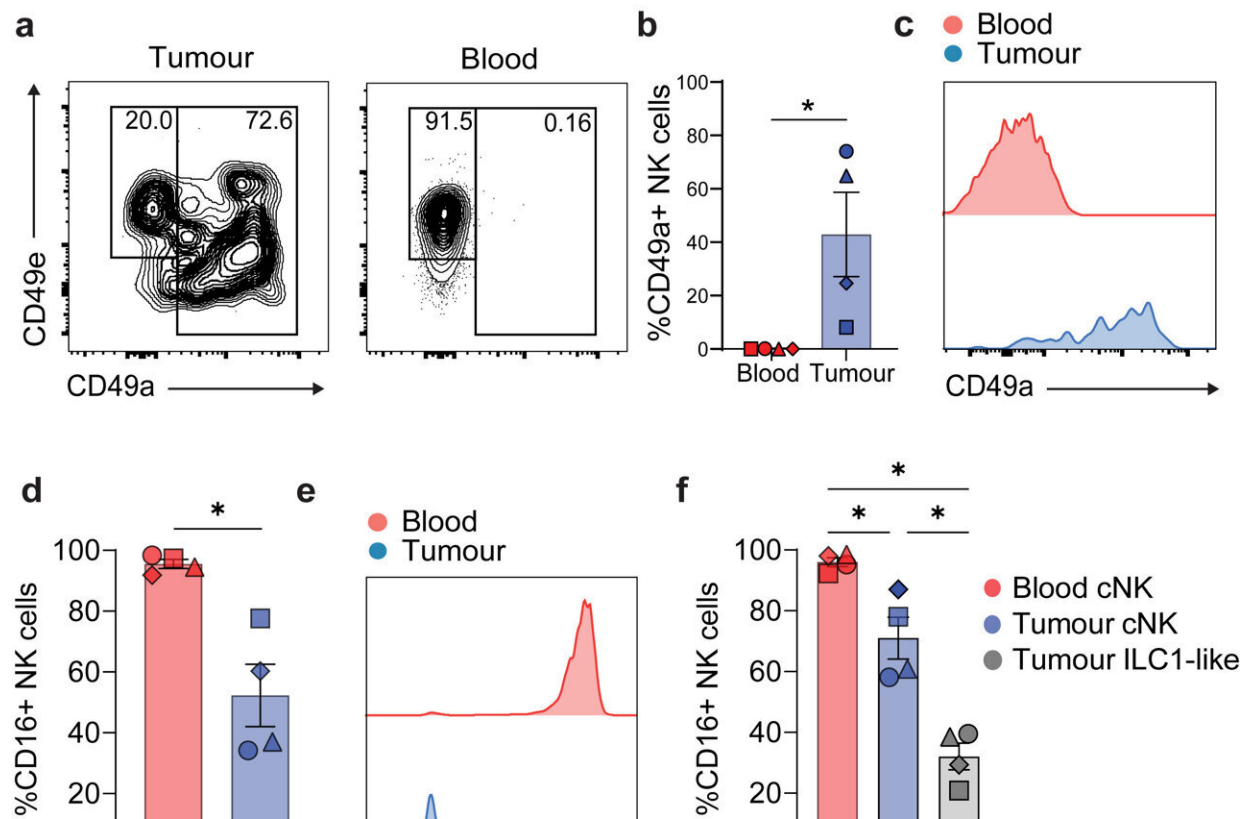 a
Tumour
Blood
20.0
72.6
91.5
0.16
CD49e
CD49a
b
%CD49a+ NK cells
100
80
60
40
20
0
*
Blood
Tumour
c
Blood
Tumour
CD49a
d
%CD16+ NK cells
100
80
60
40
20
*
e
Blood
Tumour
f
%CD16+ NK cells
100
80
60
40
20
*
* *
Blood cNK
Tumour cNK
Tumour ILC1-like